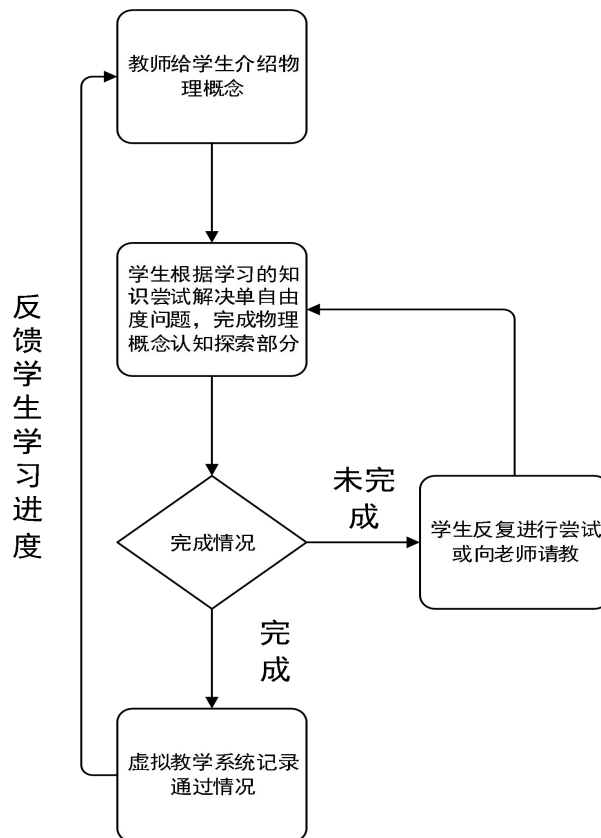 教师给学生介绍物
理概念
学生根据学习的知
识尝试解决单自由
度问题，完成物理
概念认知探索部分
反
馈
学
生
学
习
进
度
未完
成
完成情况
学生反复进行尝试
或向老师请教
完
成
虚拟教学系统记录
通过情况